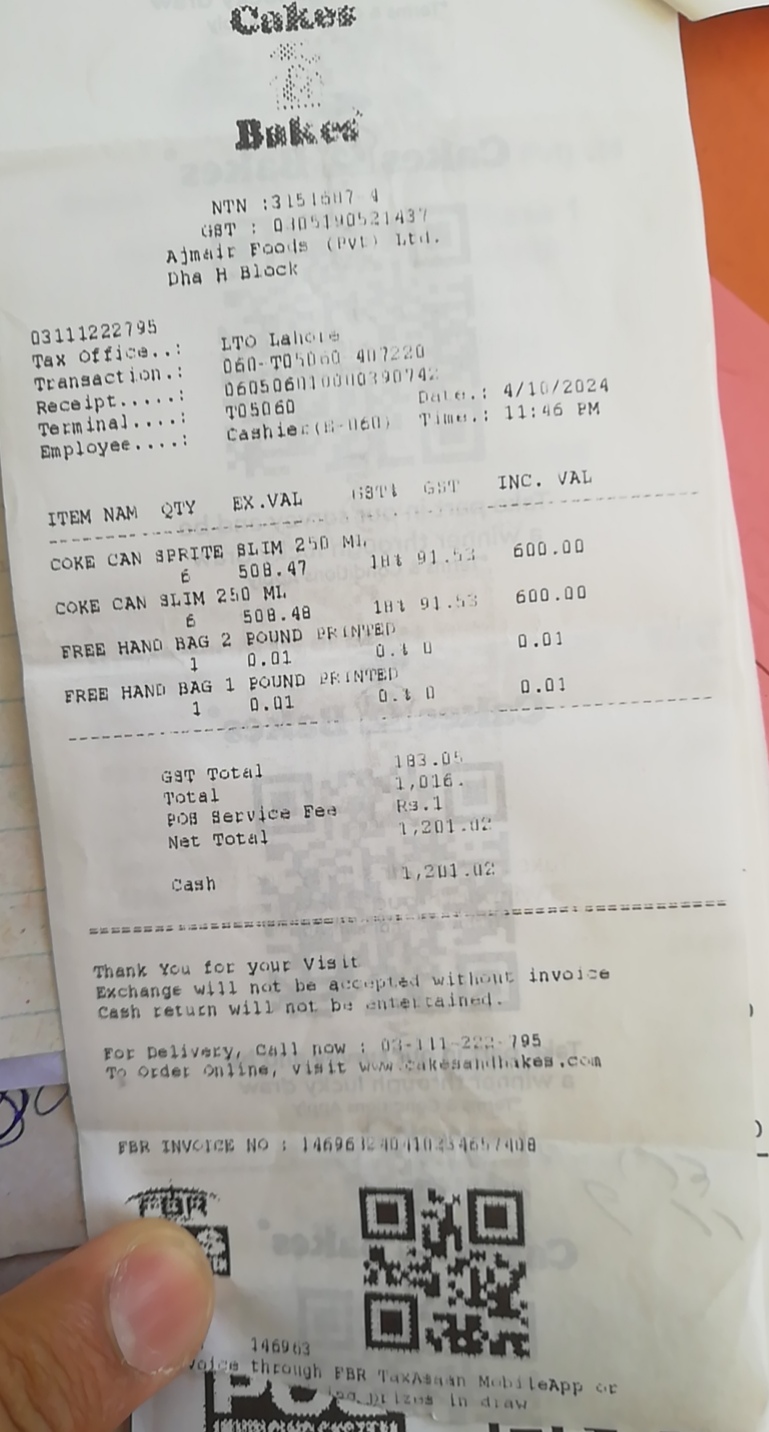 Cakes
Bakes
NTN :3151607-4
GST :
Ajmair Foods (Pvt) Ltd.
Dha H Block
03111222795
Tax Office..: LTO Lahore
Transaction.: 060-T05060-407220
Receipt.....: 060506010000390742
Terminal....: T05060 Date.: 4/10/2024
Employee....: Cashier(E-060) Time.: 11:46 PM
ITEM NAM QTY EX.VAL GST% GST INC. VAL
COKE CAN SPRITE SLIM 250 ML
6 508.47 18% 91.53 600.00
COKE CAN SLIM 250 ML
6 508.48 18% 91.53 600.00
FREE HAND BAG 2 POUND PRINTED
1 0.01 0.% 0 0.01
FREE HAND BAG 1 POUND PRINTED
1 0.01 0.% 0 0.01
GST Total 183.05
Total 1,016.
POS Service Fee Rs.1
Net Total 1,201.02
Cash 1,201.02
Thank You for your Visit
Exchange will not be accepted without invoice
Cash return will not be entertained.
For Delivery, Call now : 03-111-222-795
To Order Online, visit www.cakesandbakes.com
FBR INVOICE NO :
FBR
146963
through FBR TaxAsaan MobileApp or
prizes in draw